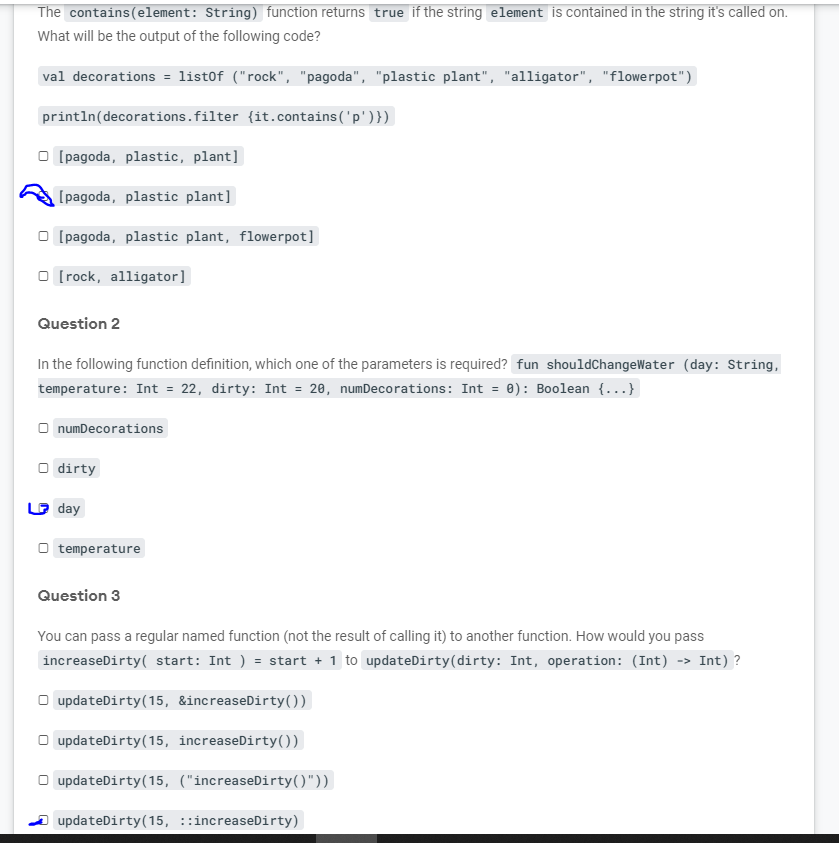 The contains(element: String) function returns true if the string element is contained in the string it's called on.
What will be the output of the following code?
val decorations = listOf ("rock", "pagoda", "plastic plant", "alligator", "flowerpot")
println(decorations.filter {it.contains('p')})
[pagoda, plastic, plant]
[pagoda, plastic plant]
[pagoda, plastic plant, flowerpot]
[rock, alligator]
Question 2
In the following function definition, which one of the parameters is required? fun shouldChangeWater (day: String,
temperature: Int = 22, dirty: Int = 20, numDecorations: Int = 0): Boolean {...}
numDecorations
dirty
day
temperature
Question 3
You can pass a regular named function (not the result of calling it) to another function. How would you pass
increaseDirty( start: Int ) = start + 1 to updateDirty(dirty: Int, operation: (Int) -> Int) ?
updateDirty(15, &increaseDirty())
updateDirty(15, increaseDirty())
updateDirty(15, ("increaseDirty()"))
updateDirty(15, ::increaseDirty)